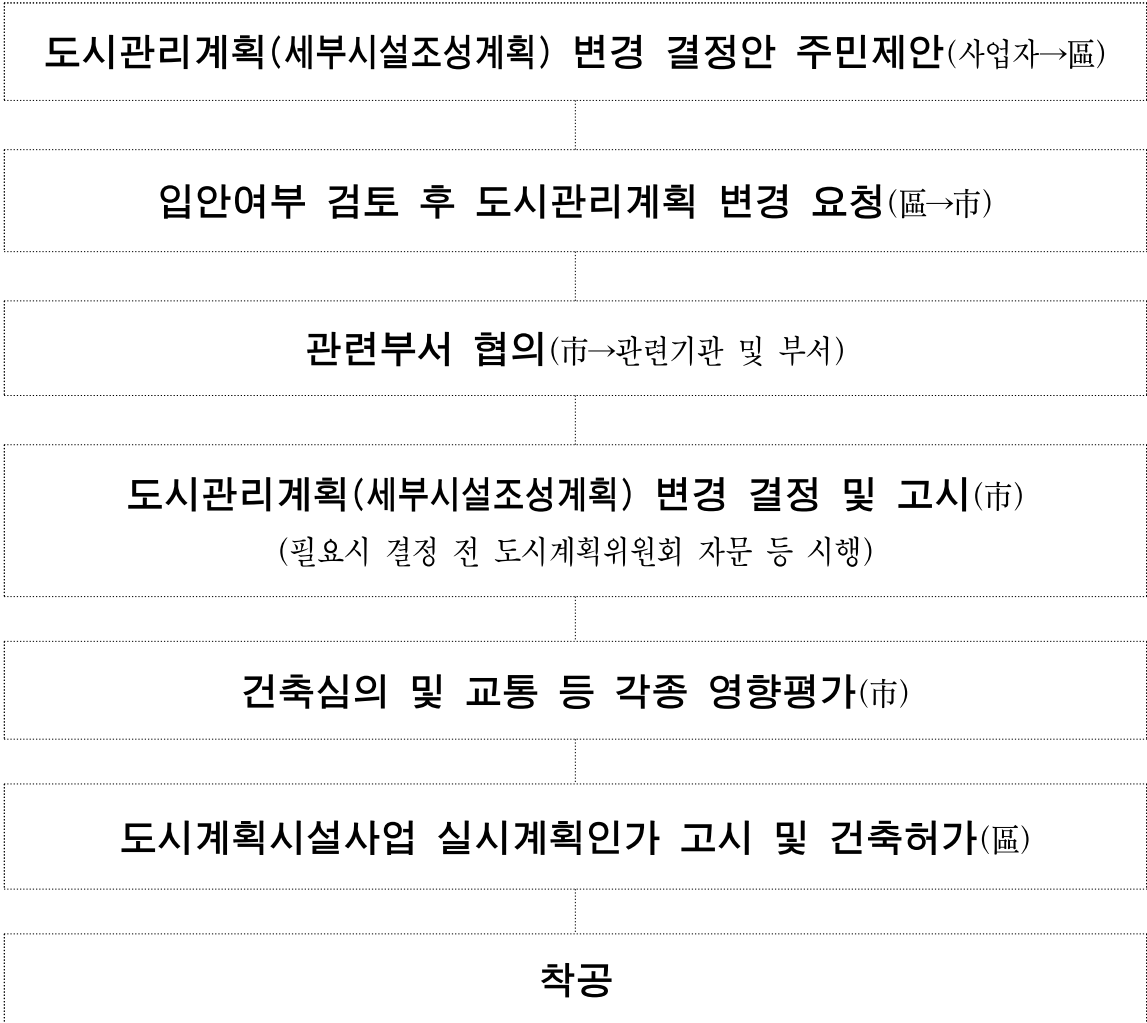 도시관리계획(세부시설조성계획) 변경 결정안 주민제안(사업자→區)
입안여부 검토 후 도시관리계획 변경 요청(區→市)
관련부서 협의(市→관련기관 및 부서)
도시관리계획(세부시설조성계획) 변경 결정 및 고시(市)
(필요시 결정 전 도시계획위원회 자문 등 시행)
건축심의 및 교통 등 각종 영향평가(市)
도시계획시설사업 실시계획인가 고시 및 건축허가(區)
착공